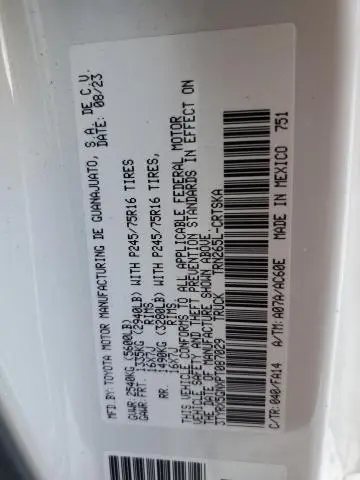 MFD.BY: TOYOTA MOTOR MANUFACTURING DE GUANAJUATO, S.A. DE C.V.
DATE: 08/23
GVWR 2540KG (5600LB)
GAWR FRT. 1335KG (2940LB) WITH P245/75R16 TIRES
16X7J RIMS,
RR. 1490KG (3280LB) WITH P245/75R16 TIRES,
16X7J RIMS
THIS VEHICLE CONFORMS TO ALL APPLICABLE FEDERAL MOTOR
VEHICLE SAFETY AND THEFT PREVENTION STANDARDS IN EFFECT ON
THE DATE OF MANUFACTURE SHOWN ABOVE.
TRUCK TRN265L-CRTSKA
C/TR: 040/FA14 A/TM: A07A/AC60E MADE IN MEXICO 751